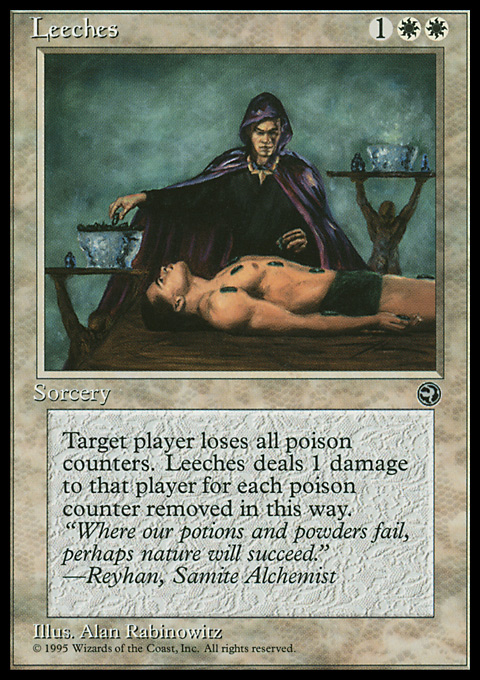 Leeches 1
Sorcery
Target player loses all poison
counters. Leeches deals 1 damage
to that player for each poison
counter removed in this way.
“Where our potions and powders fail,
perhaps nature will succeed.”
—Reyhan, Samite Alchemist
Illus. Alan Rabinowitz
© 1995 Wizards of the Coast, Inc. All rights reserved.